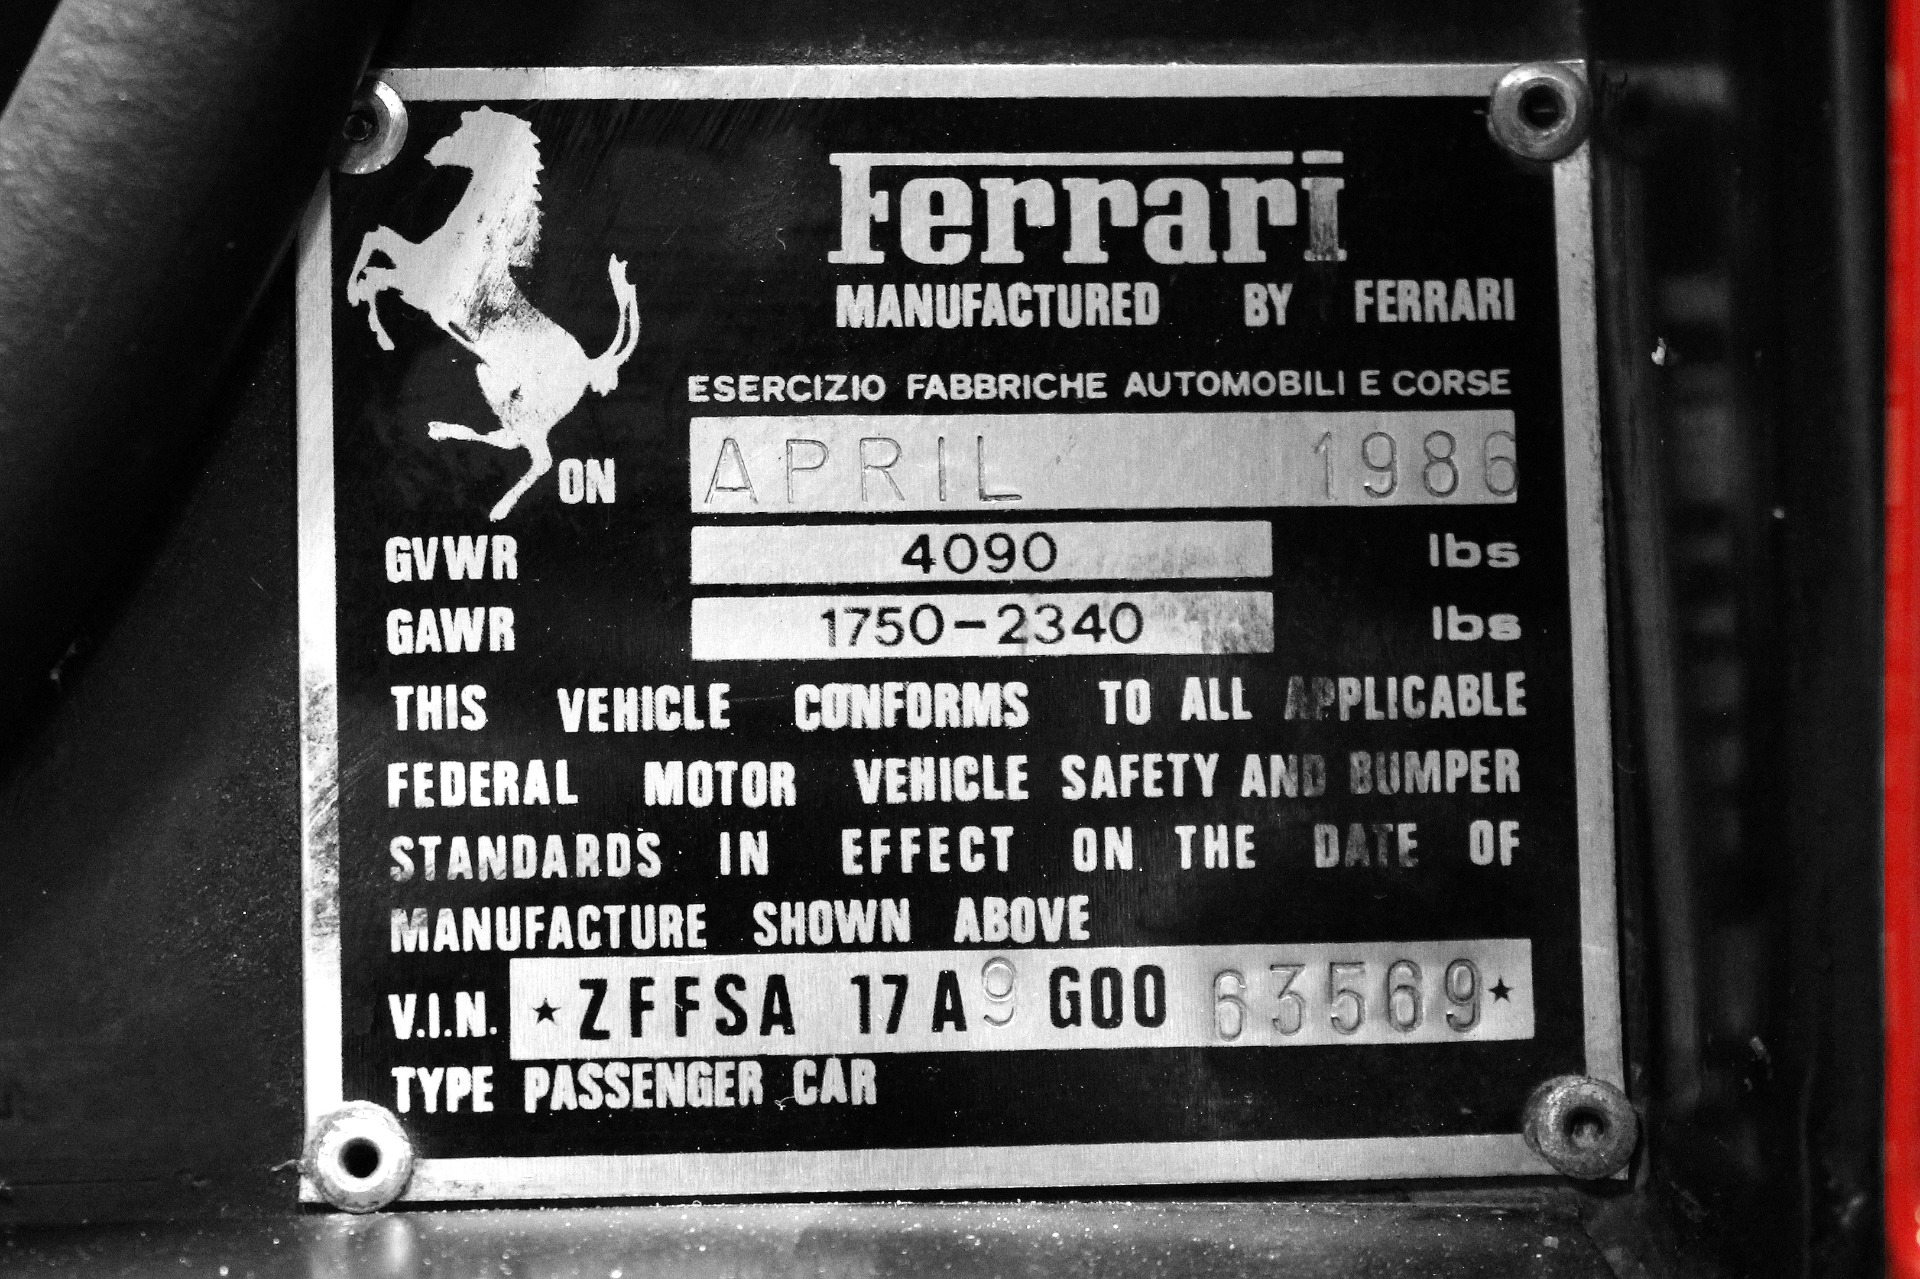 Ferrari
MANUFACTURED BY FERRARI
ESERCIZIO FABBRICHE AUTOMOBILI E CORSE
ON APRIL 1986
GVWR 4090 lbs
GAWR 1750-2340 lbs
THIS VEHICLE CONFORMS TO ALL APPLICABLE
FEDERAL MOTOR VEHICLE SAFETY AND BUMPER
STANDARDS IN EFFECT ON THE DATE OF
MANUFACTURE SHOWN ABOVE
V.I.N. ★ZFFSA 17A9 G00 63569★
TYPE PASSENGER CAR